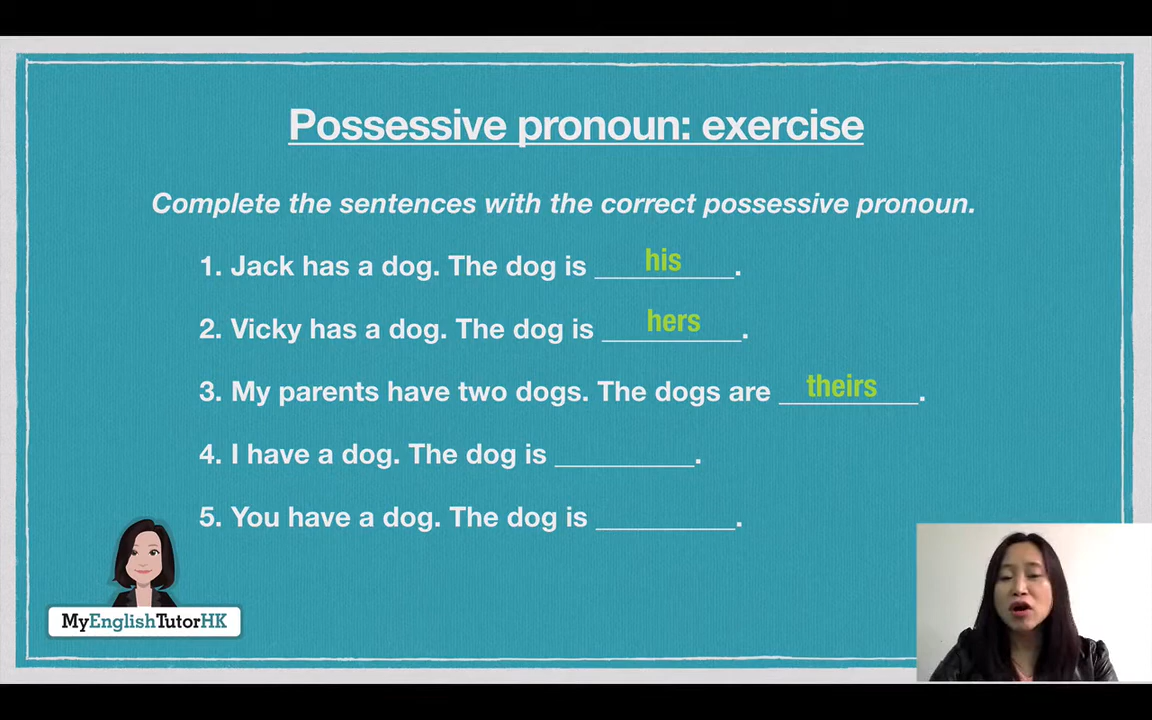 Possessive pronoun: exercise
Complete the sentences with the correct possessive pronoun.
1. Jack has a dog. The dog is his.
2. Vicky has a dog. The dog is hers.
3. My parents have two dogs. The dogs are theirs.
4. I have a dog. The dog is _________.
5. You have a dog. The dog is _________.
MyEnglishTutorHK